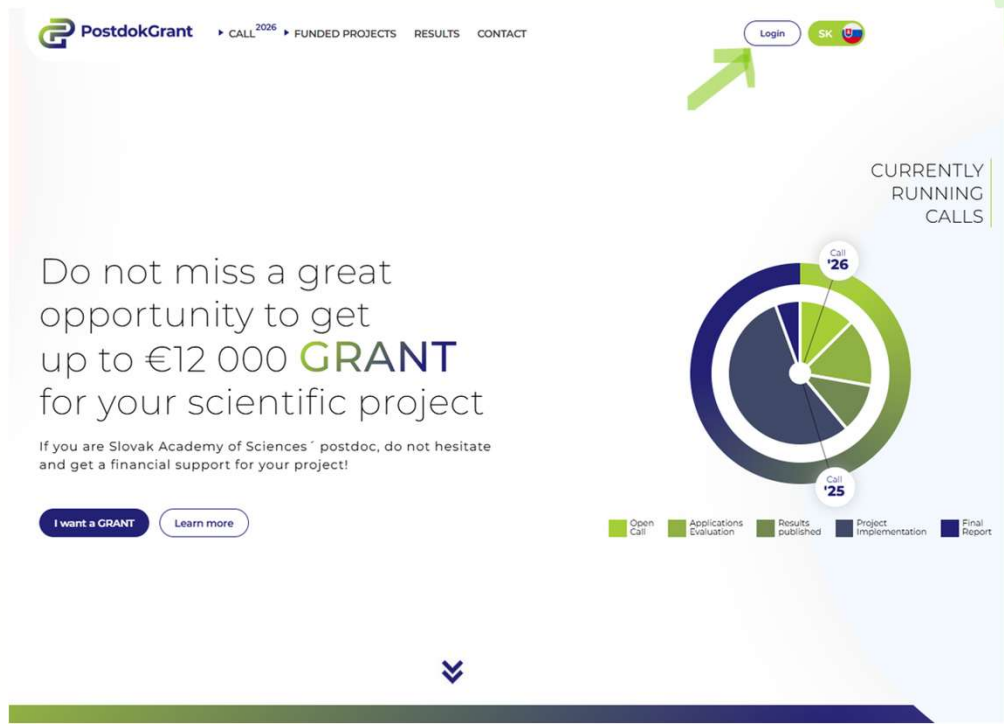 PostdokGrant
CALL 2026
FUNDED PROJECTS
RESULTS
CONTACT
Login
SK
CURRENTLY
RUNNING
CALLS
Do not miss a great
opportunity to get
up to €12 000 GRANT
for your scientific project
If you are Slovak Academy of Sciences´ postdoc, do not hesitate
and get a financial support for your project!
I want a GRANT
Learn more
Call
'26
Call
'25
Open
Call
Applications
Evaluation
Results
published
Project
Implementation
Final
Report